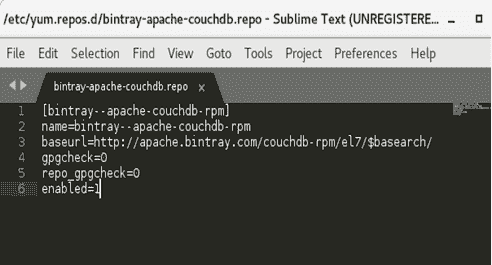 /etc/yum.repos.d/bintray-apache-couchdb.repo - Sublime Text (UNREGISTERE...
File Edit Selection Find View Goto Tools Project Preferences Help
bintray-apache-couchdb.repo x
1 [bintray--apache-couchdb-rpm]
2 name=bintray--apache-couchdb-rpm
3 baseurl=http://apache.bintray.com/couchdb-rpm/el7/$basearch/
4 gpgcheck=0
5 repo_gpgcheck=0
6 enabled=1